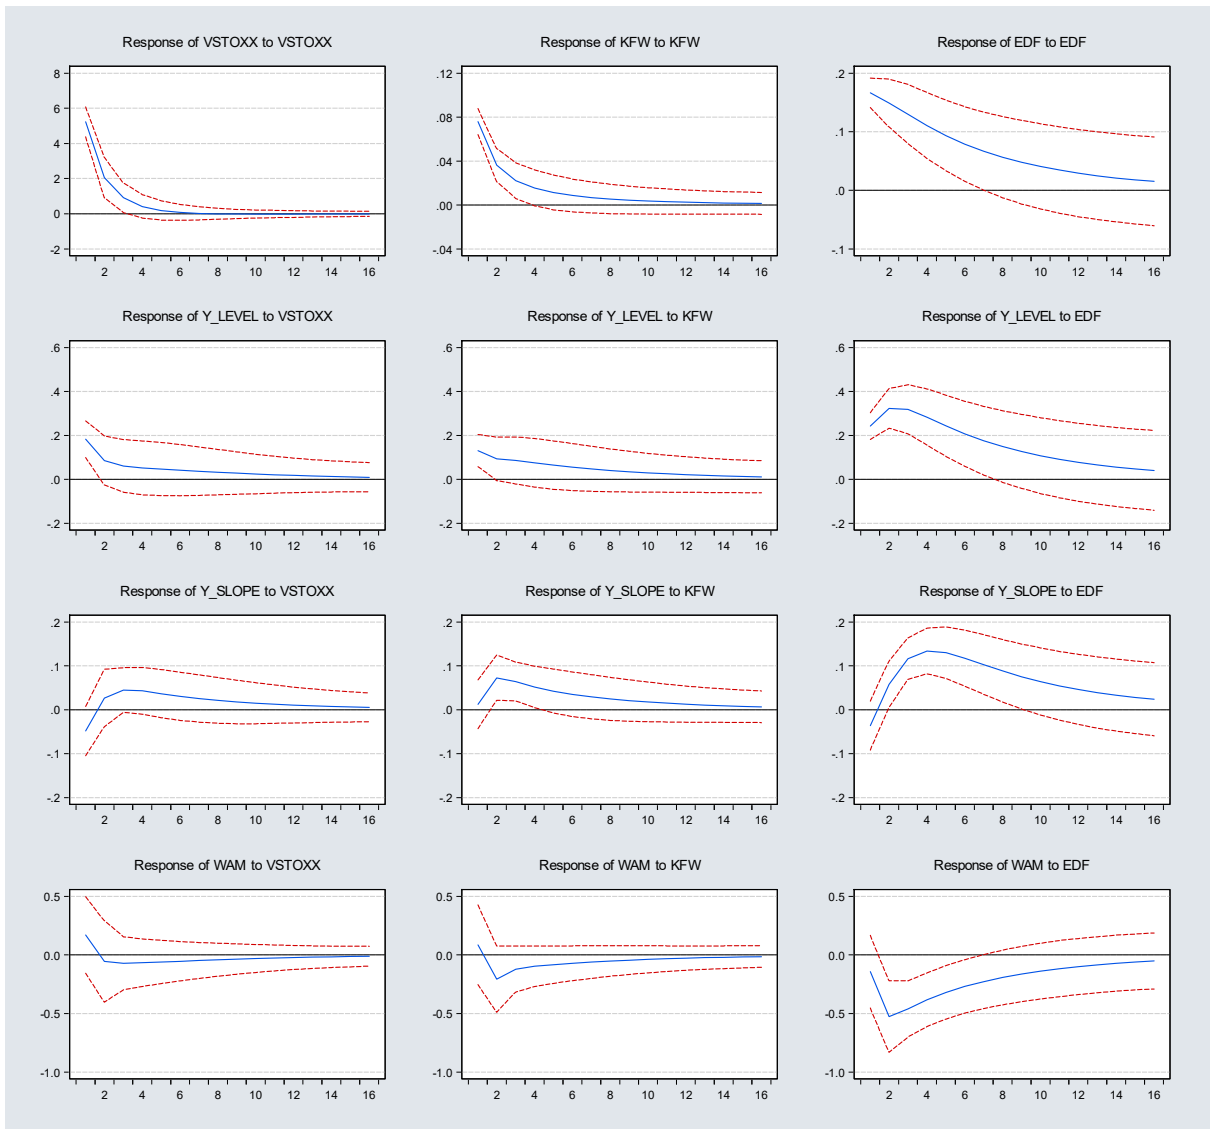 Response of VSTOXX to VSTOXX
8
6
4
2
0
-2
2 4 6 8 10 12 14 16
Response of KFW to KFW
.12
.08
.04
.00
-.04
2 4 6 8 10 12 14 16
Response of EDF to EDF
.2
.1
.0
-.1
2 4 6 8 10 12 14 16
Response of Y_LEVEL to VSTOXX
.6
.4
.2
.0
-.2
2 4 6 8 10 12 14 16
Response of Y_LEVEL to KFW
.6
.4
.2
.0
-.2
2 4 6 8 10 12 14 16
Response of Y_LEVEL to EDF
.6
.4
.2
.0
-.2
2 4 6 8 10 12 14 16
Response of Y_SLOPE to VSTOXX
.2
.1
.0
-.1
-.2
2 4 6 8 10 12 14 16
Response of Y_SLOPE to KFW
.2
.1
.0
-.1
-.2
2 4 6 8 10 12 14 16
Response of Y_SLOPE to EDF
.2
.1
.0
-.1
-.2
2 4 6 8 10 12 14 16
Response of WAM to VSTOXX
0.5
0.0
-0.5
-1.0
2 4 6 8 10 12 14 16
Response of WAM to KFW
0.5
0.0
-0.5
-1.0
2 4 6 8 10 12 14 16
Response of WAM to EDF
0.5
0.0
-0.5
-1.0
2 4 6 8 10 12 14 16